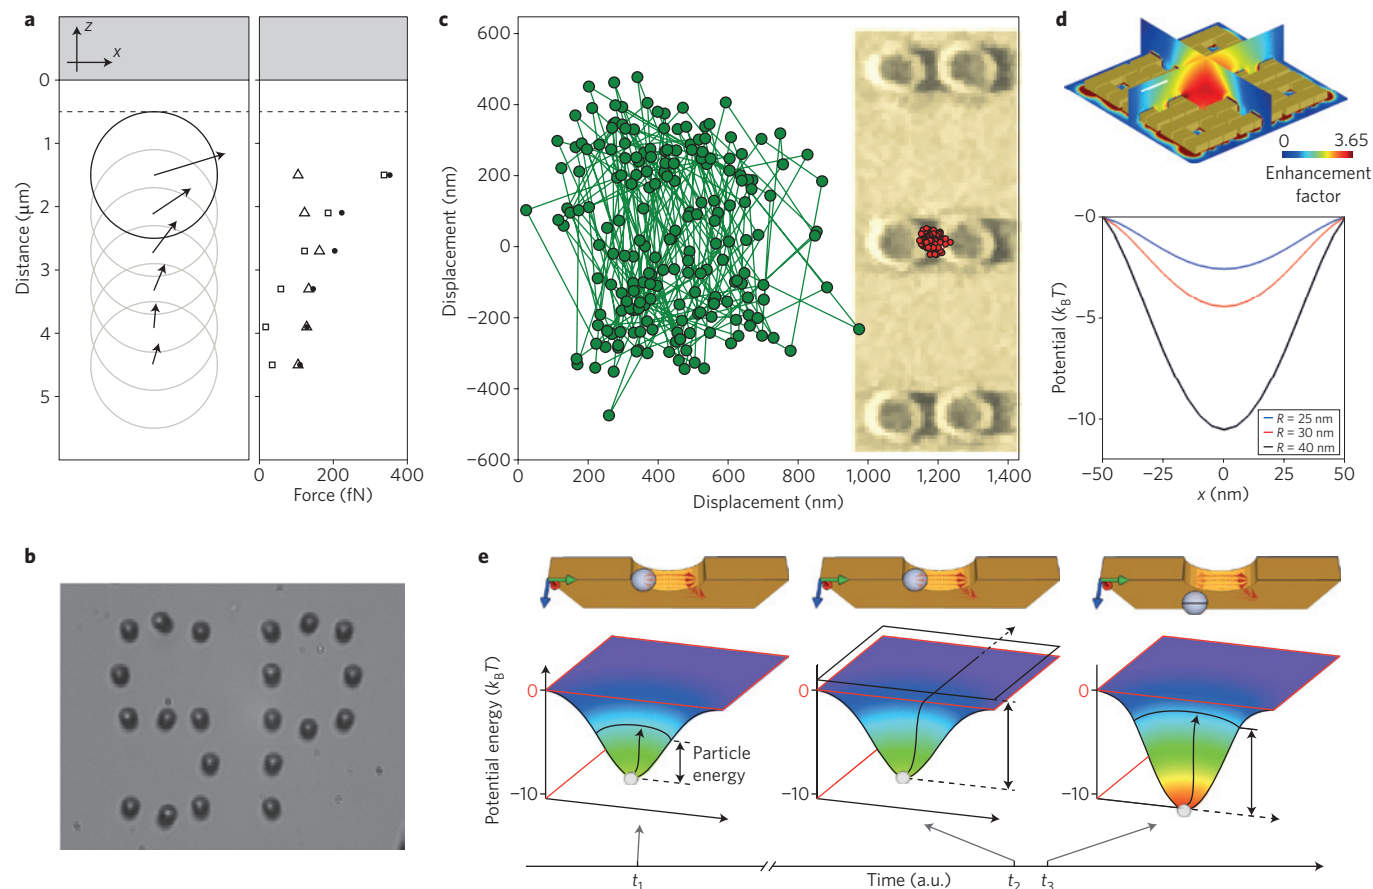 a
z
x
0
1
2
3
4
5
Distance (μm)
0
200
400
Force (fN)
b
c
600
400
200
0
−200
−400
−600
Displacement (nm)
0
200
400
600
800
1,000
1,200
1,400
Displacement (nm)
d
0
3.65
Enhancement
factor
−0
−5
−10
Potential (kBT)
R = 25 nm
R = 30 nm
R = 40 nm
−50
−25
0
25
50
x (nm)
e
Potential energy (kBT)
0
−10
Particle
energy
0
−10
0
−10
t1
Time (a.u.)
t2
t3